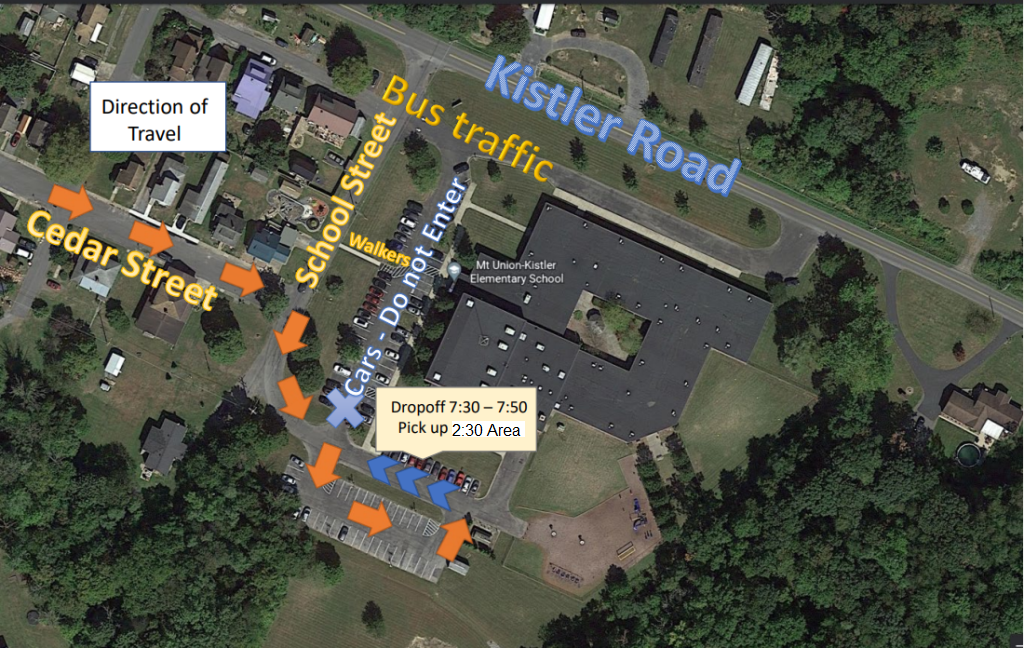 Direction of
Travel
Kistler Road
Bus traffic
School Street
Cedar Street
Walkers
Cars - Do not Enter
Mt Union-Kistler
Elementary School
Dropoff 7:30 – 7:50
Pick up 2:30 Area